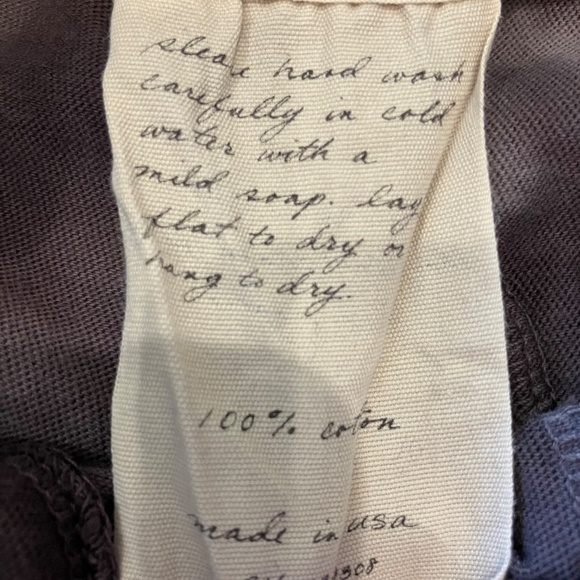 please hand wash
carefully in cold
water with a
mild soap. lay
flat to dry or
hang to dry.
100% cotton
made in usa
1308